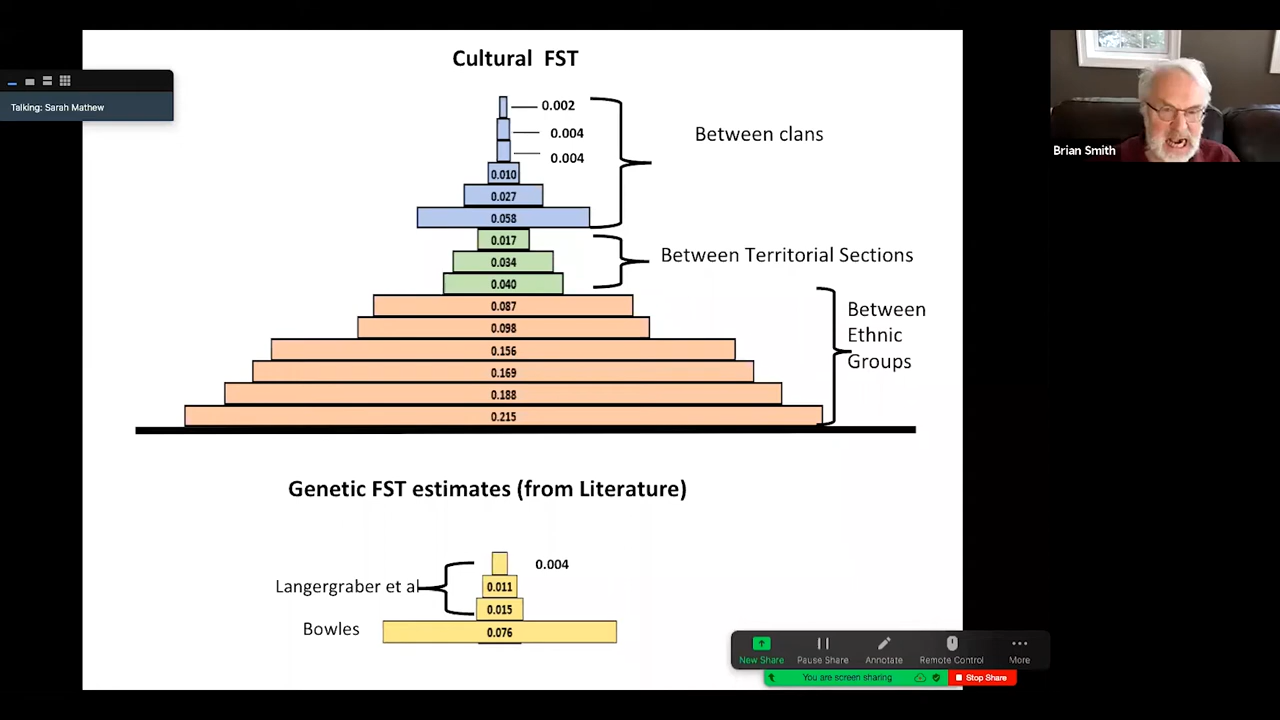 Cultural FST
Talking: Sarah Mathew
0.002
0.004
0.004
0.010
0.027
0.058
Between clans
0.017
0.034
0.040
Between Territorial Sections
0.087
0.098
0.156
0.169
0.188
0.215
Between
Ethnic
Groups
Genetic FST estimates (from Literature)
0.004
0.011
0.015
0.076
Langergraber et al
Bowles
Brian Smith
New Share
Pause Share
Annotate
Remote Control
More
You are screen sharing
Stop Share